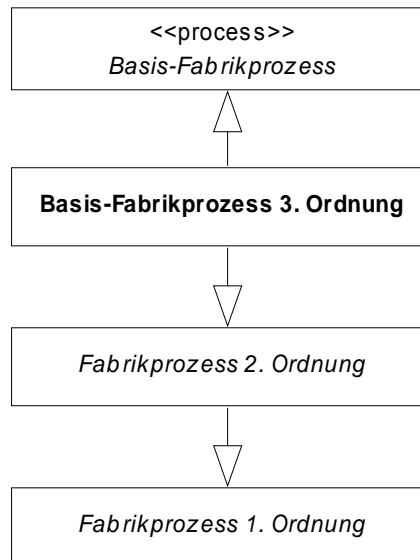 <<process>>
Basis-Fabrikprozess
Basis-Fabrikprozess 3. Ordnung
Fabrikprozess 2. Ordnung
Fabrikprozess 1. Ordnung